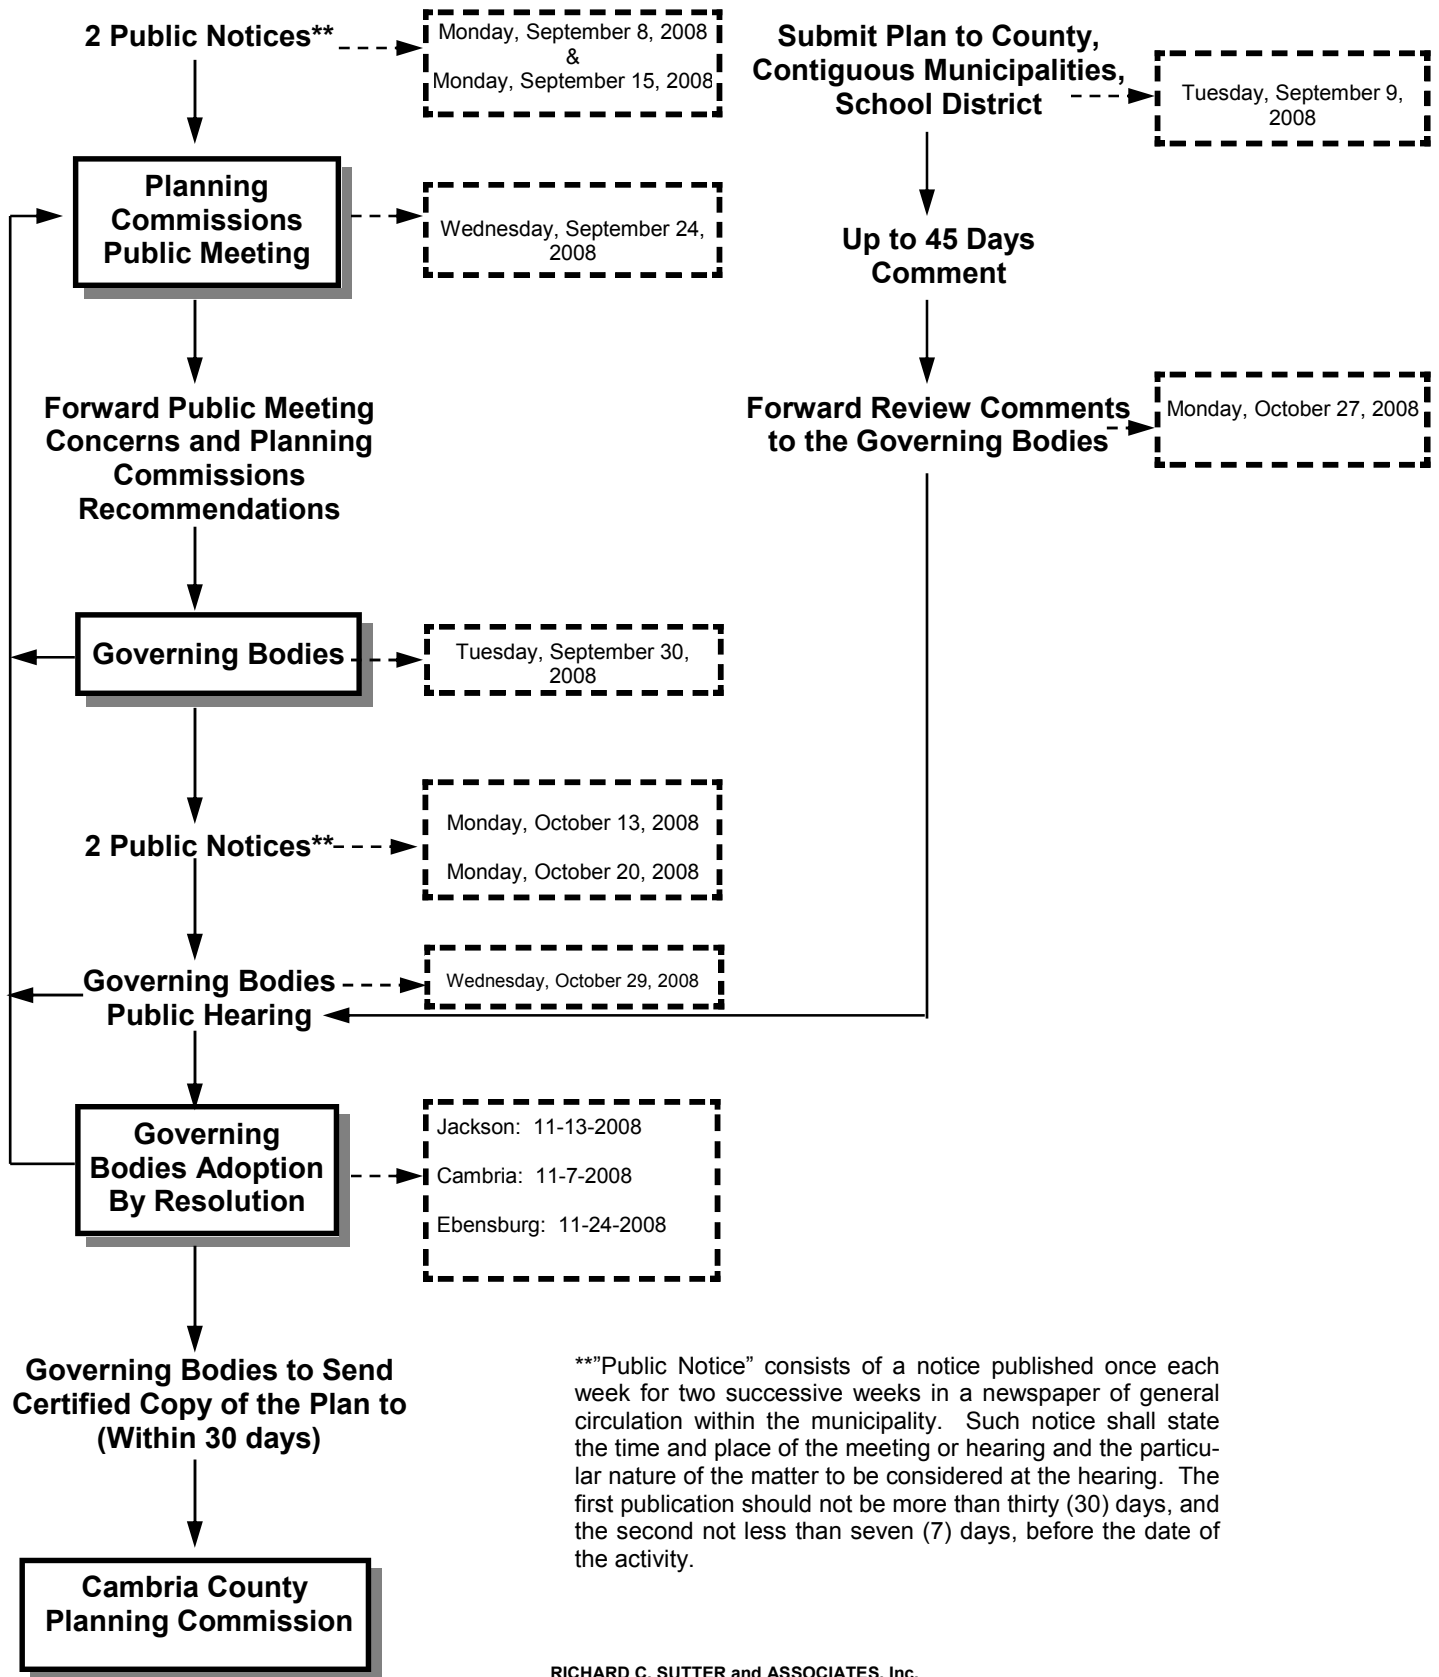 2 Public Notices**
Monday, September 8, 2008
&
Monday, September 15, 2008
Submit Plan to County,
Contiguous Municipalities,
School District
Tuesday, September 9,
2008
Planning
Commissions
Public Meeting
Wednesday, September 24,
2008
Up to 45 Days
Comment
Forward Public Meeting
Concerns and Planning
Commissions
Recommendations
Forward Review Comments
to the Governing Bodies
Monday, October 27, 2008
Governing Bodies
Tuesday, September 30,
2008
2 Public Notices**
Monday, October 13, 2008
Monday, October 20, 2008
Governing Bodies
Public Hearing
Wednesday, October 29, 2008
Governing
Bodies Adoption
By Resolution
Jackson: 11-13-2008
Cambria: 11-7-2008
Ebensburg: 11-24-2008
Governing Bodies to Send
Certified Copy of the Plan to
(Within 30 days)
**”Public Notice” consists of a notice published once each
week for two successive weeks in a newspaper of general
circulation within the municipality. Such notice shall state
the time and place of the meeting or hearing and the particu-
lar nature of the matter to be considered at the hearing. The
first publication should not be more than thirty (30) days, and
the second not less than seven (7) days, before the date of
the activity.
Cambria County
Planning Commission
RICHARD C. SUTTER and ASSOCIATES, Inc.